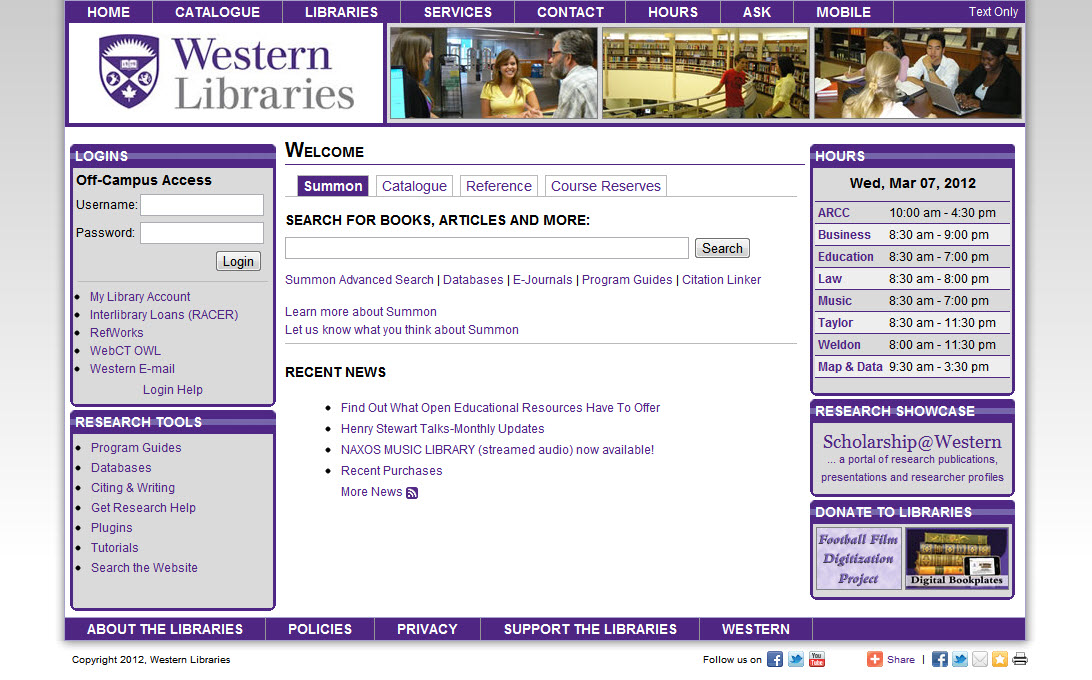 HOME CATALOGUE LIBRARIES SERVICES CONTACT HOURS ASK MOBILE Text Only
Western
Libraries
LOGINS
Off-Campus Access
Username:
Password:
Login
My Library Account
Interlibrary Loans (RACER)
RefWorks
WebCT OWL
Western E-mail
Login Help
RESEARCH TOOLS
Program Guides
Databases
Citing & Writing
Get Research Help
Plugins
Tutorials
Search the Website
WELCOME
Summon Catalogue Reference Course Reserves
SEARCH FOR BOOKS, ARTICLES AND MORE:
Search
Summon Advanced Search | Databases | E-Journals | Program Guides | Citation Linker
Learn more about Summon
Let us know what you think about Summon
RECENT NEWS
Find Out What Open Educational Resources Have To Offer
Henry Stewart Talks-Monthly Updates
NAXOS MUSIC LIBRARY (streamed audio) now available!
Recent Purchases
More News
HOURS
Wed, Mar 07, 2012
ARCC 10:00 am - 4:30 pm
Business 8:30 am - 9:00 pm
Education 8:30 am - 7:00 pm
Law 8:30 am - 8:00 pm
Music 8:30 am - 7:00 pm
Taylor 8:30 am - 11:30 pm
Weldon 8:00 am - 11:30 pm
Map & Data 9:30 am - 3:30 pm
RESEARCH SHOWCASE
Scholarship@Western
... a portal of research publications,
presentations and researcher profiles
DONATE TO LIBRARIES
Football Film
Digitization
Project
Digital Bookplates
ABOUT THE LIBRARIES POLICIES PRIVACY SUPPORT THE LIBRARIES WESTERN
Copyright 2012, Western Libraries
Follow us on You Tube Share |